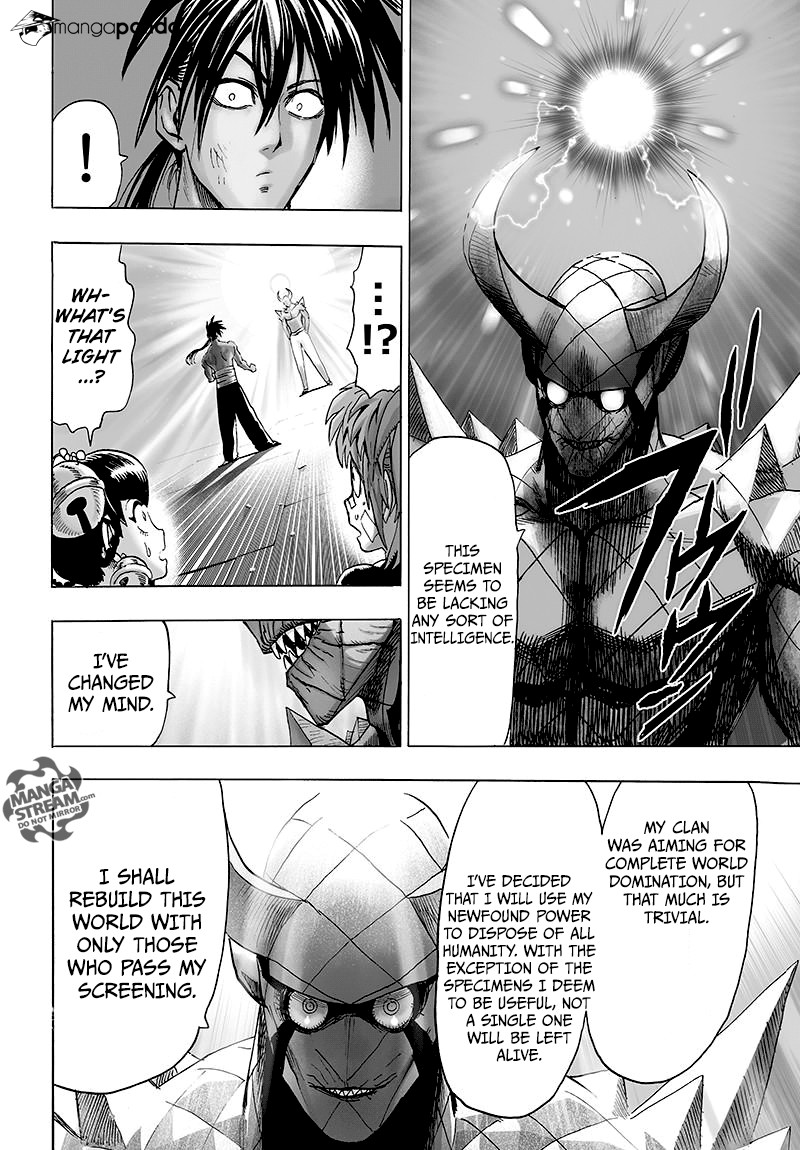 mangapanda
THIS
SPECIMEN
SEEMS TO
BE LACKING
ANY SORT OF
INTELLIGENCE.
!
...
!?
WH-
WHAT'S
THAT
LIGHT
...?
I'VE
CHANGED
MY MIND.
MY CLAN
WAS AIMING FOR
COMPLETE WORLD
DOMINATION, BUT
THAT MUCH IS
TRIVIAL.
I'VE DECIDED
THAT I WILL USE MY
NEWFOUND POWER
TO DISPOSE OF ALL
HUMANITY. WITH THE
EXCEPTION OF THE
SPECIMENS I DEEM
TO BE USEFUL, NOT
A SINGLE ONE
WILL BE LEFT
ALIVE.
I SHALL
REBUILD THIS
WORLD WITH
ONLY THOSE
WHO PASS MY
SCREENING.
MANGA
STREAM.com
DO NOT MIRROR